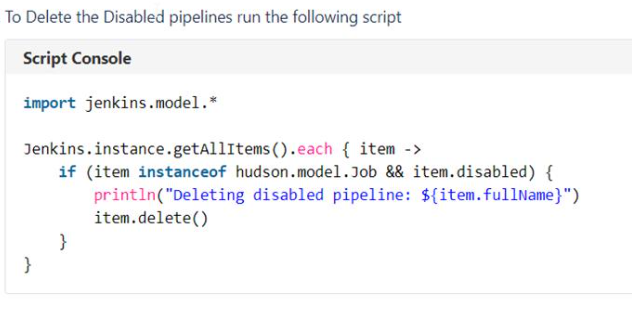 To Delete the Disabled pipelines run the following script
Script Console
import jenkins.model.*
Jenkins.instance.getAllItems().each { item ->
    if (item instanceof hudson.model.Job && item.disabled) {
        println("Deleting disabled pipeline: ${item.fullName}")
        item.delete()
    }
}